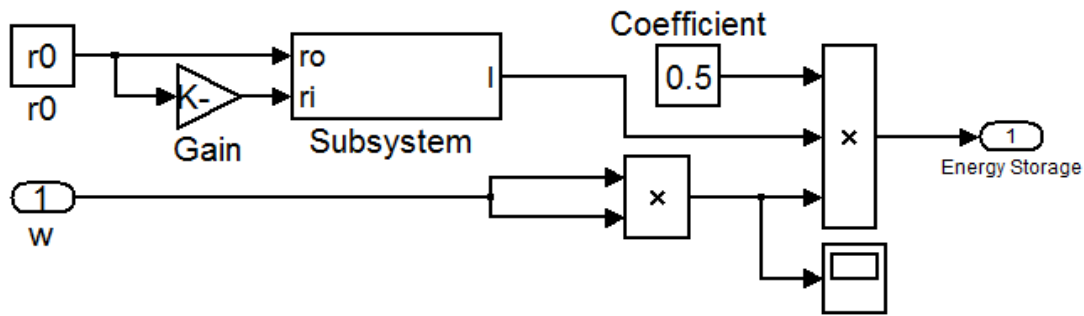 Coefficient
r0
ro
ri
I
0.5
K-
r0
Gain
Subsystem
×
1
Energy Storage
1
w
×